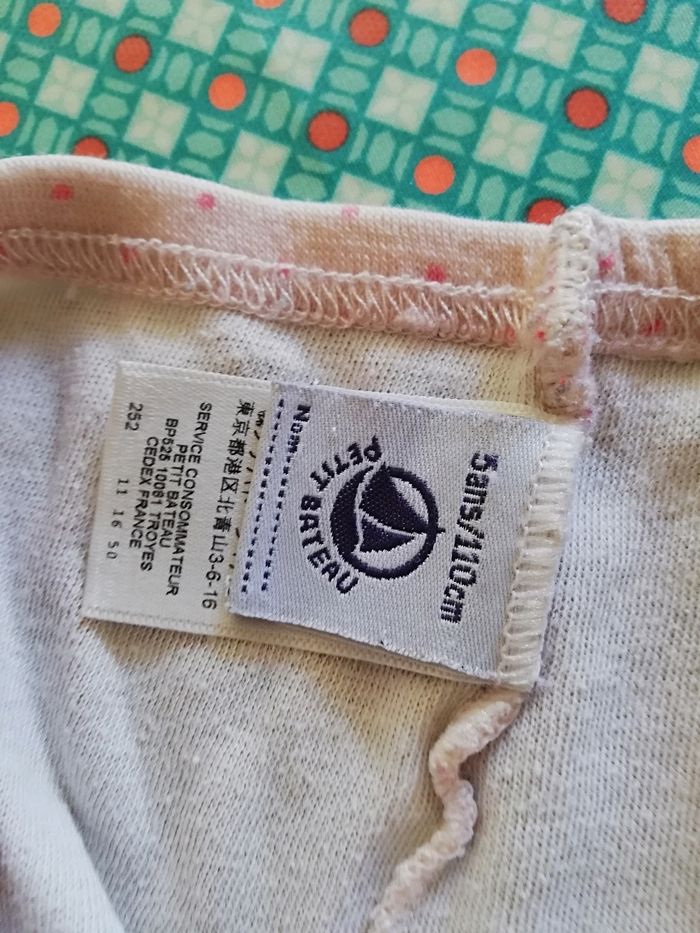 5ans/110cm
PETIT BATEAU
Nom
東京都港区北青山3-6-16
SERVICE CONSOMMATEUR
PETIT BATEAU
BP525 10081 TROYES
CEDEX FRANCE
252
11 16 50